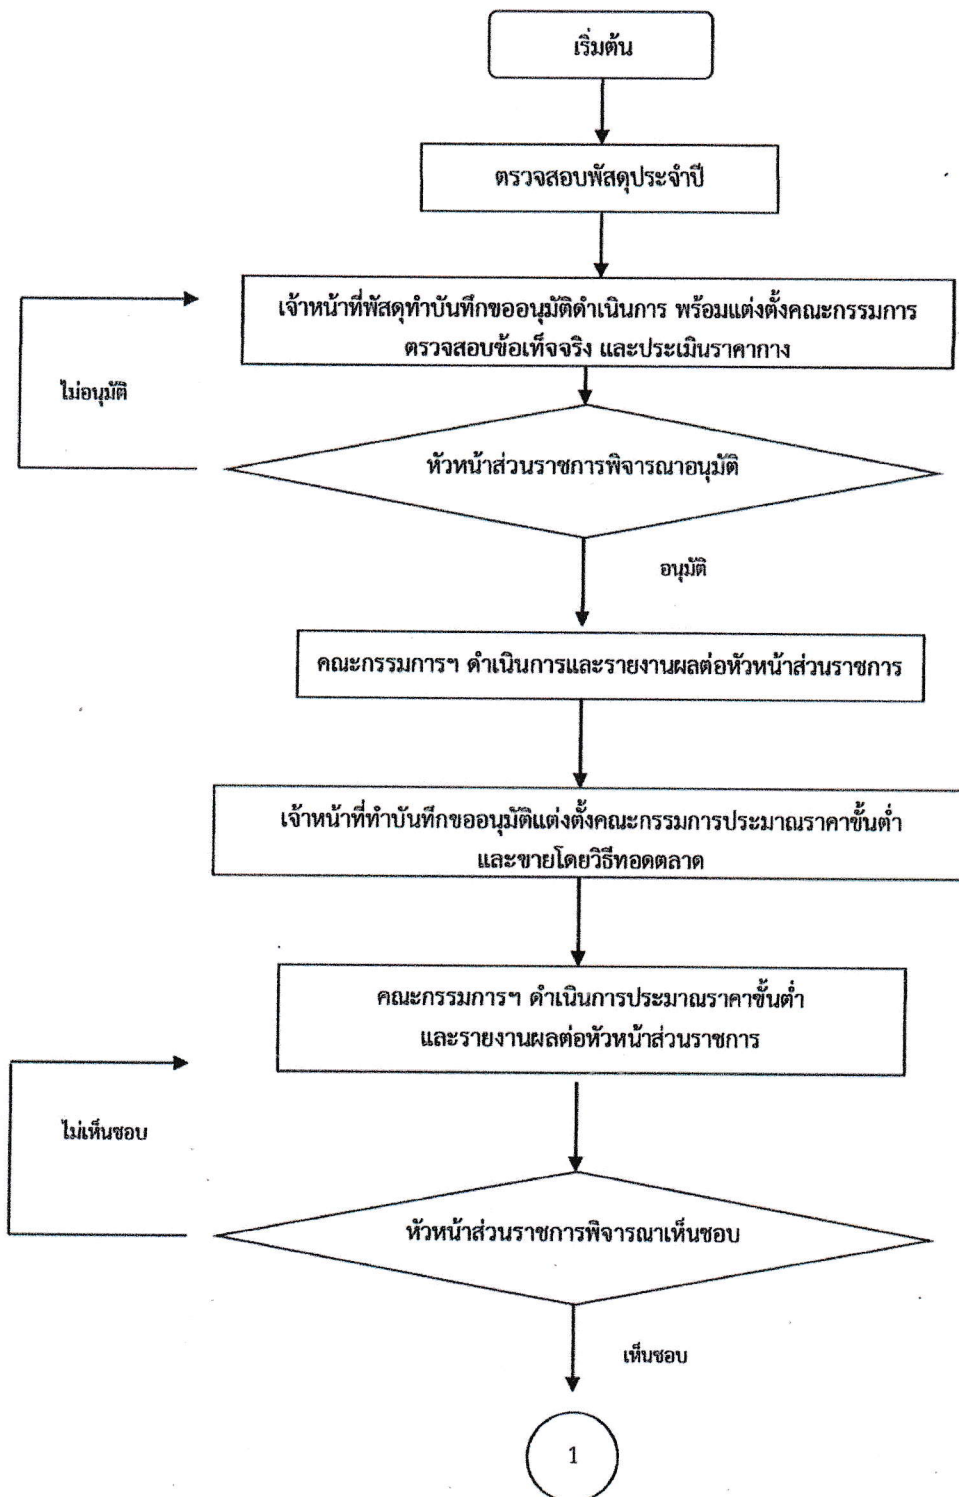 เริ่มต้น
ตรวจสอบพัสดุประจำปี
เจ้าหน้าที่พัสดุทำบันทึกขออนุมัติดำเนินการ พร้อมแต่งตั้งคณะกรรมการ
ตรวจสอบข้อเท็จจริง และประเมินราคากาง
ไม่อนุมัติ
หัวหน้าส่วนราชการพิจารณาอนุมัติ
อนุมัติ
คณะกรรมการฯ ดำเนินการและรายงานผลต่อหัวหน้าส่วนราชการ
เจ้าหน้าที่ทำบันทึกขออนุมัติแต่งตั้งคณะกรรมการประมาณราคาขั้นต่ำ
และขายโดยวิธีทอดตลาด
คณะกรรมการฯ ดำเนินการประมาณราคาขั้นต่ำ
และรายงานผลต่อหัวหน้าส่วนราชการ
ไม่เห็นชอบ
หัวหน้าส่วนราชการพิจารณาเห็นชอบ
เห็นชอบ
1